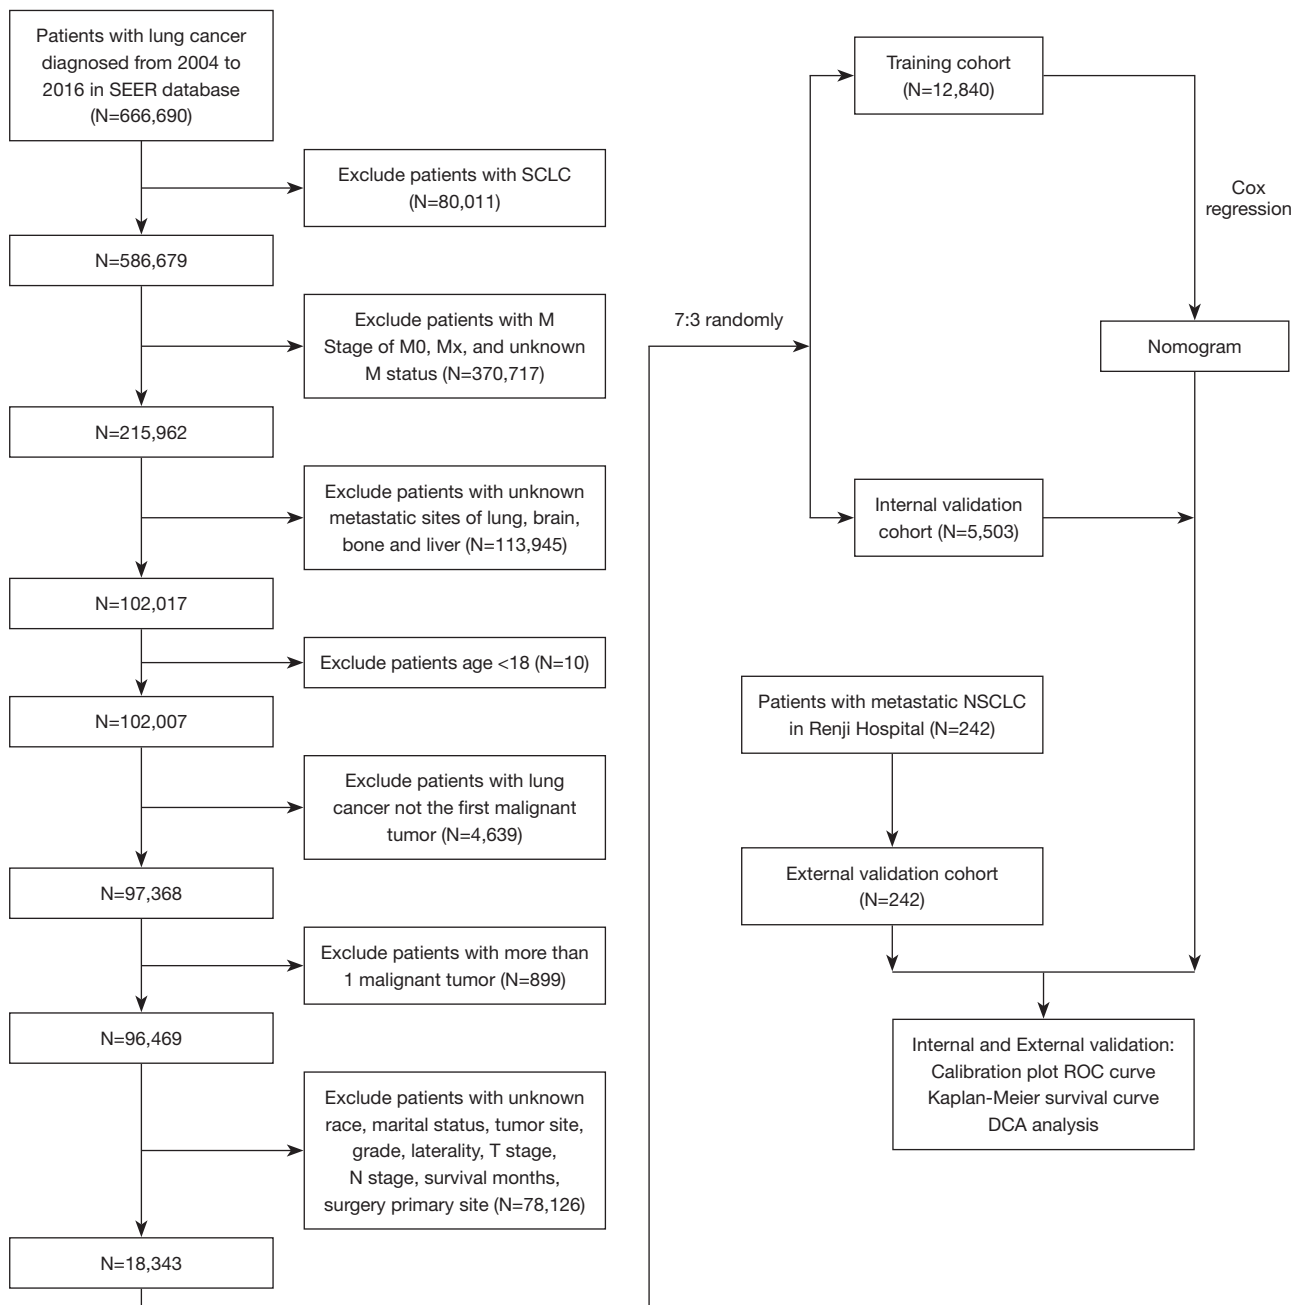 Patients with lung cancer
diagnosed from 2004 to
2016 in SEER database
(N=666,690)
Exclude patients with SCLC
(N=80,011)
N=586,679
Exclude patients with M
Stage of M0, Mx, and unknown
M status (N=370,717)
N=215,962
Exclude patients with unknown
metastatic sites of lung, brain,
bone and liver (N=113,945)
N=102,017
Exclude patients age <18 (N=10)
N=102,007
Exclude patients with lung
cancer not the first malignant
tumor (N=4,639)
N=97,368
Exclude patients with more than
1 malignant tumor (N=899)
N=96,469
Exclude patients with unknown
race, marital status, tumor site,
grade, laterality, T stage,
N stage, survival months,
surgery primary site (N=78,126)
N=18,343
7:3 randomly
Training cohort
(N=12,840)
Cox
regression
Nomogram
Internal validation
cohort (N=5,503)
Patients with metastatic NSCLC
in Renji Hospital (N=242)
External validation cohort
(N=242)
Internal and External validation:
Calibration plot ROC curve
Kaplan-Meier survival curve
DCA analysis